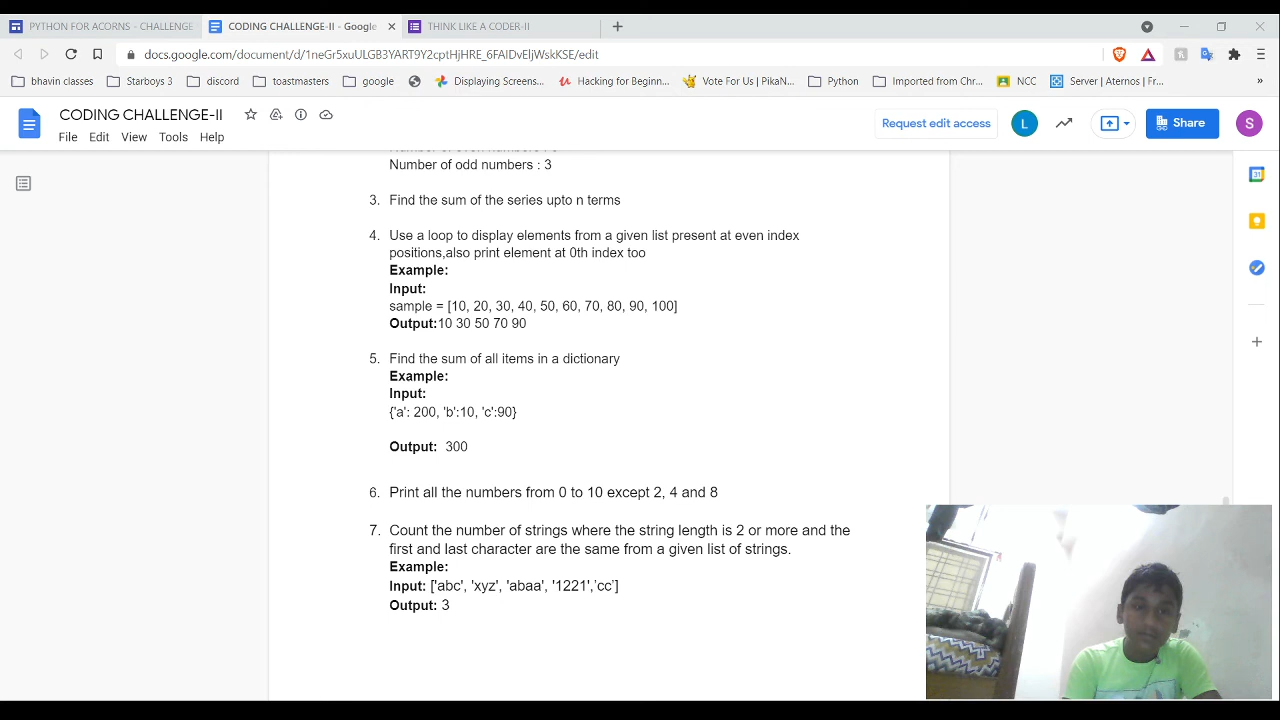 PYTHON FOR ACORNS - CHALLENGE
CODING CHALLENGE-II - Google
THINK LIKE A CODER-II
docs.google.com/document/d/1neGr5xuULGB3YART9Y2cptHjHRE_6FAIDvEljWskKSE/edit
bhavin classes
Starboys 3
discord
toastmasters
google
Displaying Screens...
Hacking for Beginn...
Vote For Us | PikaN...
Python
Imported from Chr...
NCC
Server | Aternos | Fr...
»
CODING CHALLENGE-II
File Edit View Tools Help
Request edit access
L
Share
S
Number of odd numbers : 3
3. Find the sum of the series upto n terms
4. Use a loop to display elements from a given list present at even index
positions,also print element at 0th index too
Example:
Input:
sample = [10, 20, 30, 40, 50, 60, 70, 80, 90, 100]
Output:10 30 50 70 90
5. Find the sum of all items in a dictionary
Example:
Input:
{'a': 200, 'b':10, 'c':90}
Output: 300
6. Print all the numbers from 0 to 10 except 2, 4 and 8
7. Count the number of strings where the string length is 2 or more and the
first and last character are the same from a given list of strings.
Example:
Input: ['abc', 'xyz', 'abaa', '1221','cc']
Output: 3